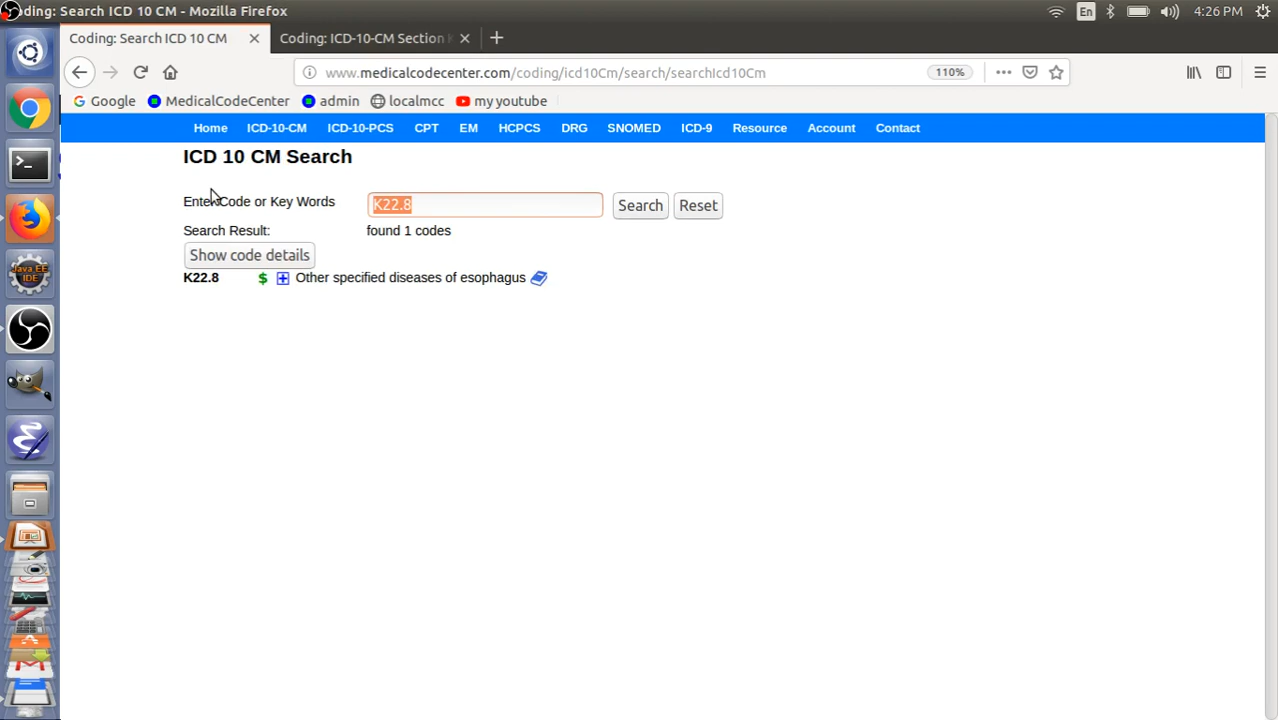 oding: Search ICD 10 CM - Mozilla Firefox
En
4:26 PM
Coding: Search ICD 10 CM
Coding: ICD-10-CM Section
www.medicalcodecenter.com/coding/icd10Cm/search/searchIcd10Cm
110%
Google
MedicalCodeCenter
admin
localmcc
my youtube
Home ICD-10-CM ICD-10-PCS CPT EM HCPCS DRG SNOMED ICD-9 Resource Account Contact
ICD 10 CM Search
Enter Code or Key Words K22.8 Search Reset
Search Result: found 1 codes
Show code details
K22.8 $ Other specified diseases of esophagus
Java EE
IDE